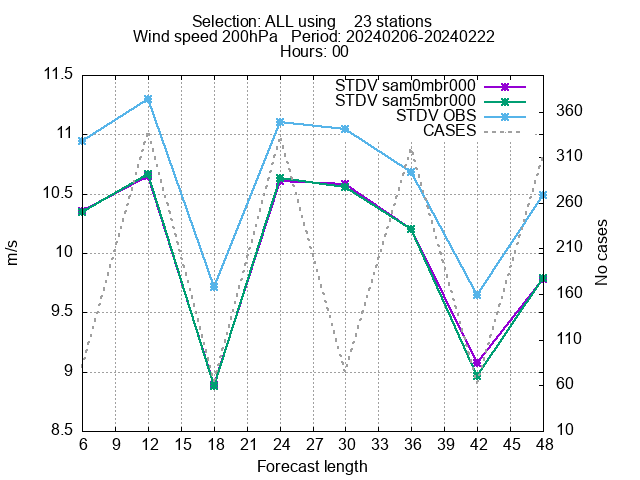 Selection: ALL using 23 stations
Wind speed 200hPa Period: 20240206-20240222
Hours: 00
STDV sam0mbr000
STDV sam5mbr000
STDV OBS
CASES
11.5
11
10.5
10
9.5
9
8.5
m/s
360
310
260
210
160
110
60
10
No cases
6 9 12 15 18 21 24 27 30 33 36 39 42 45 48
Forecast length